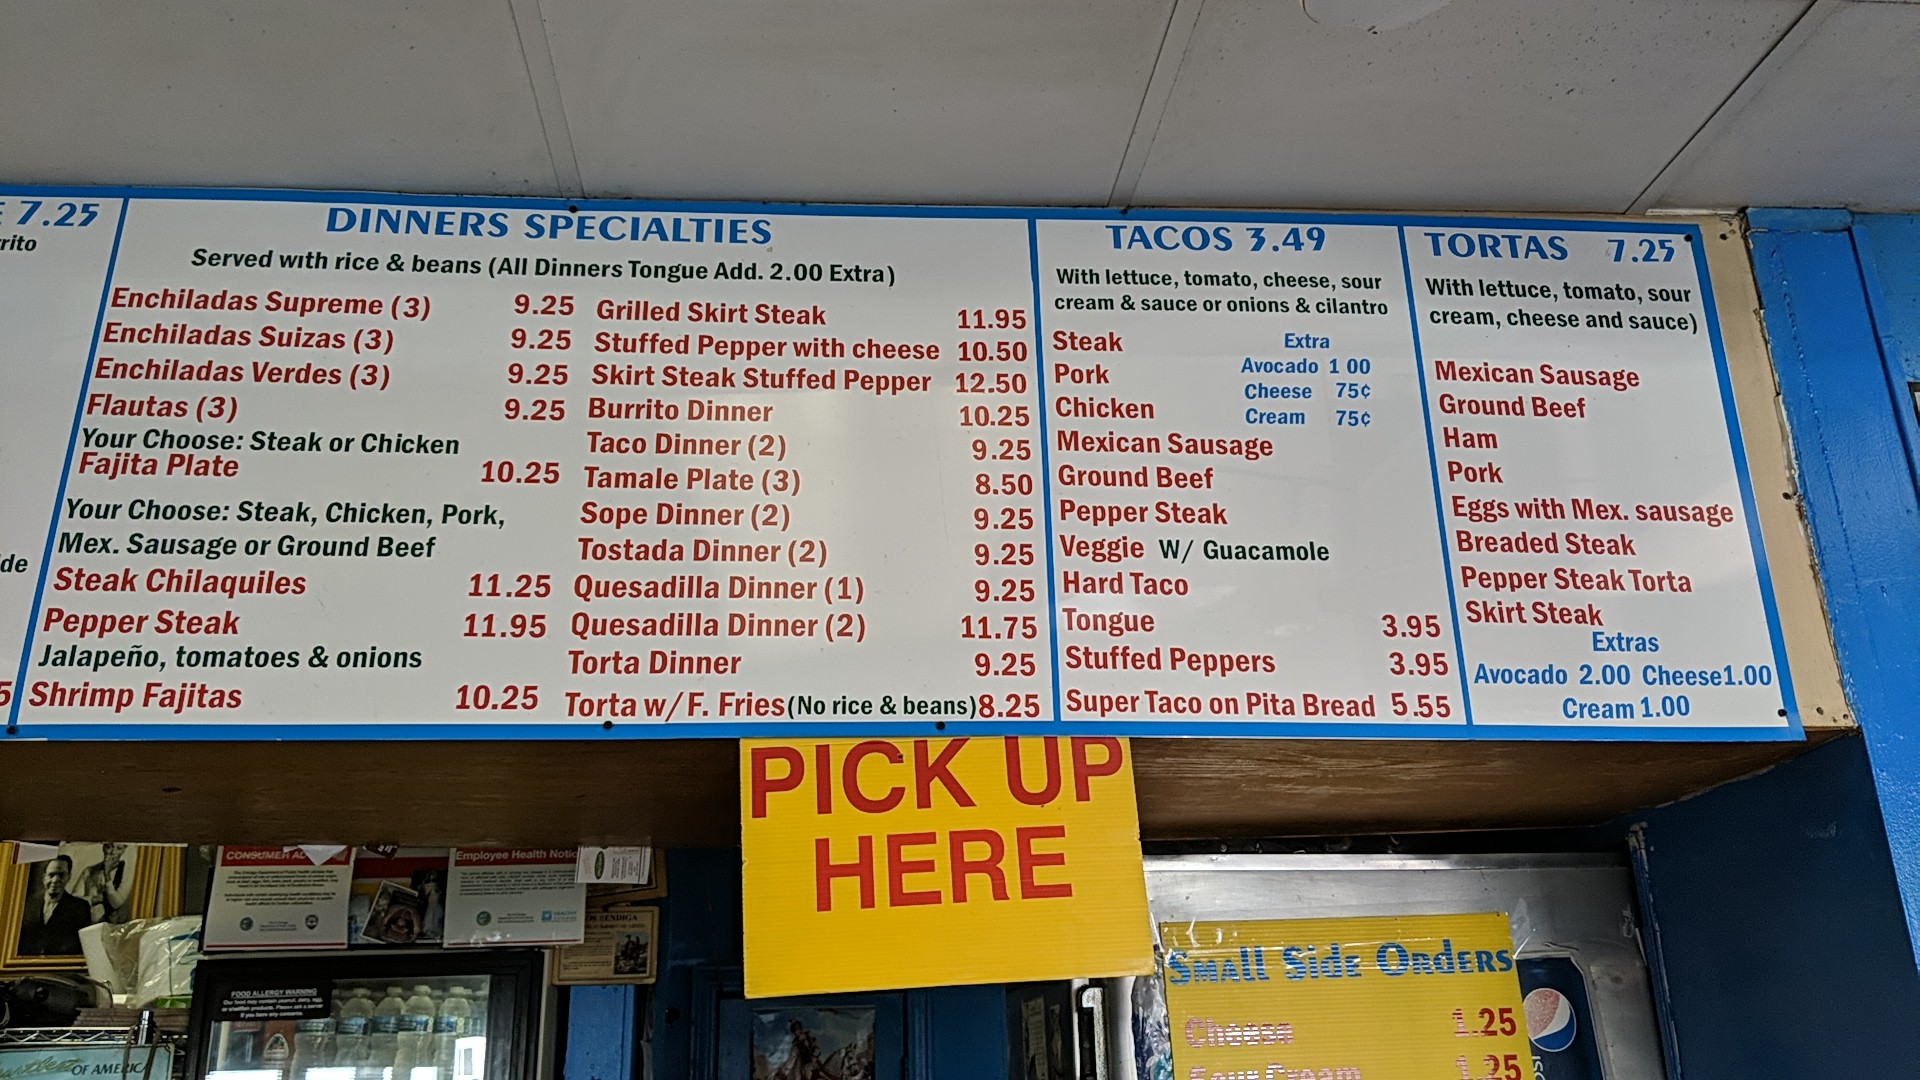 7.25
rito
de
5
DINNERS SPECIALTIES
Served with rice & beans (All Dinners Tongue Add. 2.00 Extra)
Enchiladas Supreme (3) 9.25
Enchiladas Suizas (3) 9.25
Enchiladas Verdes (3) 9.25
Flautas (3) 9.25
Your Choose: Steak or Chicken
Fajita Plate 10.25
Your Choose: Steak, Chicken, Pork,
Mex. Sausage or Ground Beef
Steak Chilaquiles 11.25
Pepper Steak 11.95
Jalapeño, tomatoes & onions
Shrimp Fajitas 10.25
Grilled Skirt Steak 11.95
Stuffed Pepper with cheese 10.50
Skirt Steak Stuffed Pepper 12.50
Burrito Dinner 10.25
Taco Dinner (2) 9.25
Tamale Plate (3) 8.50
Sope Dinner (2) 9.25
Tostada Dinner (2) 9.25
Quesadilla Dinner (1) 9.25
Quesadilla Dinner (2) 11.75
Torta Dinner 9.25
Torta w/ F. Fries (No rice & beans) 8.25
TACOS 3.49
With lettuce, tomato, cheese, sour
cream & sauce or onions & cilantro
Steak
Pork
Chicken
Mexican Sausage
Ground Beef
Pepper Steak
Veggie W/ Guacamole
Hard Taco
Tongue 3.95
Stuffed Peppers 3.95
Super Taco on Pita Bread 5.55
Extra
Avocado 1 00
Cheese 75¢
Cream 75¢
TORTAS 7.25
With lettuce, tomato, sour
cream, cheese and sauce)
Mexican Sausage
Ground Beef
Ham
Pork
Eggs with Mex. sausage
Breaded Steak
Pepper Steak Torta
Skirt Steak
Extras
Avocado 2.00 Cheese 1.00
Cream 1.00
PICK UP
HERE
CONSUMER AD
Employee Health Notic
FOOD ALLERGY WARNING
OF AMERICA
SMALL SIDE ORDERS
Cheese 1.25
Sour Cream 1.25